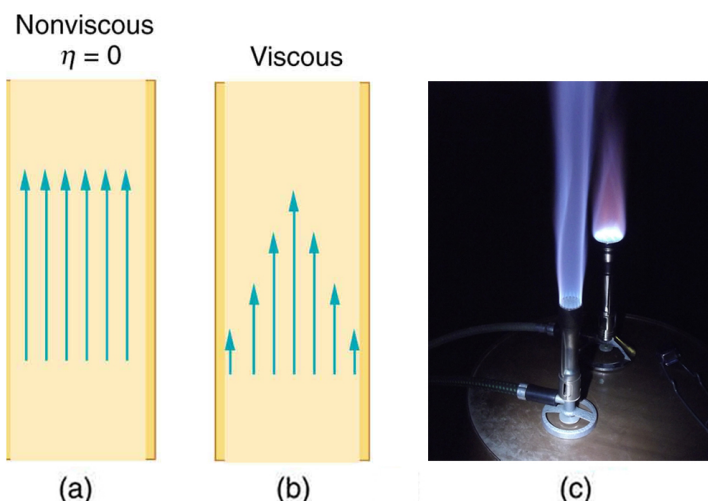 Nonviscous
η = 0
Viscous
(a)
(b)
(c)